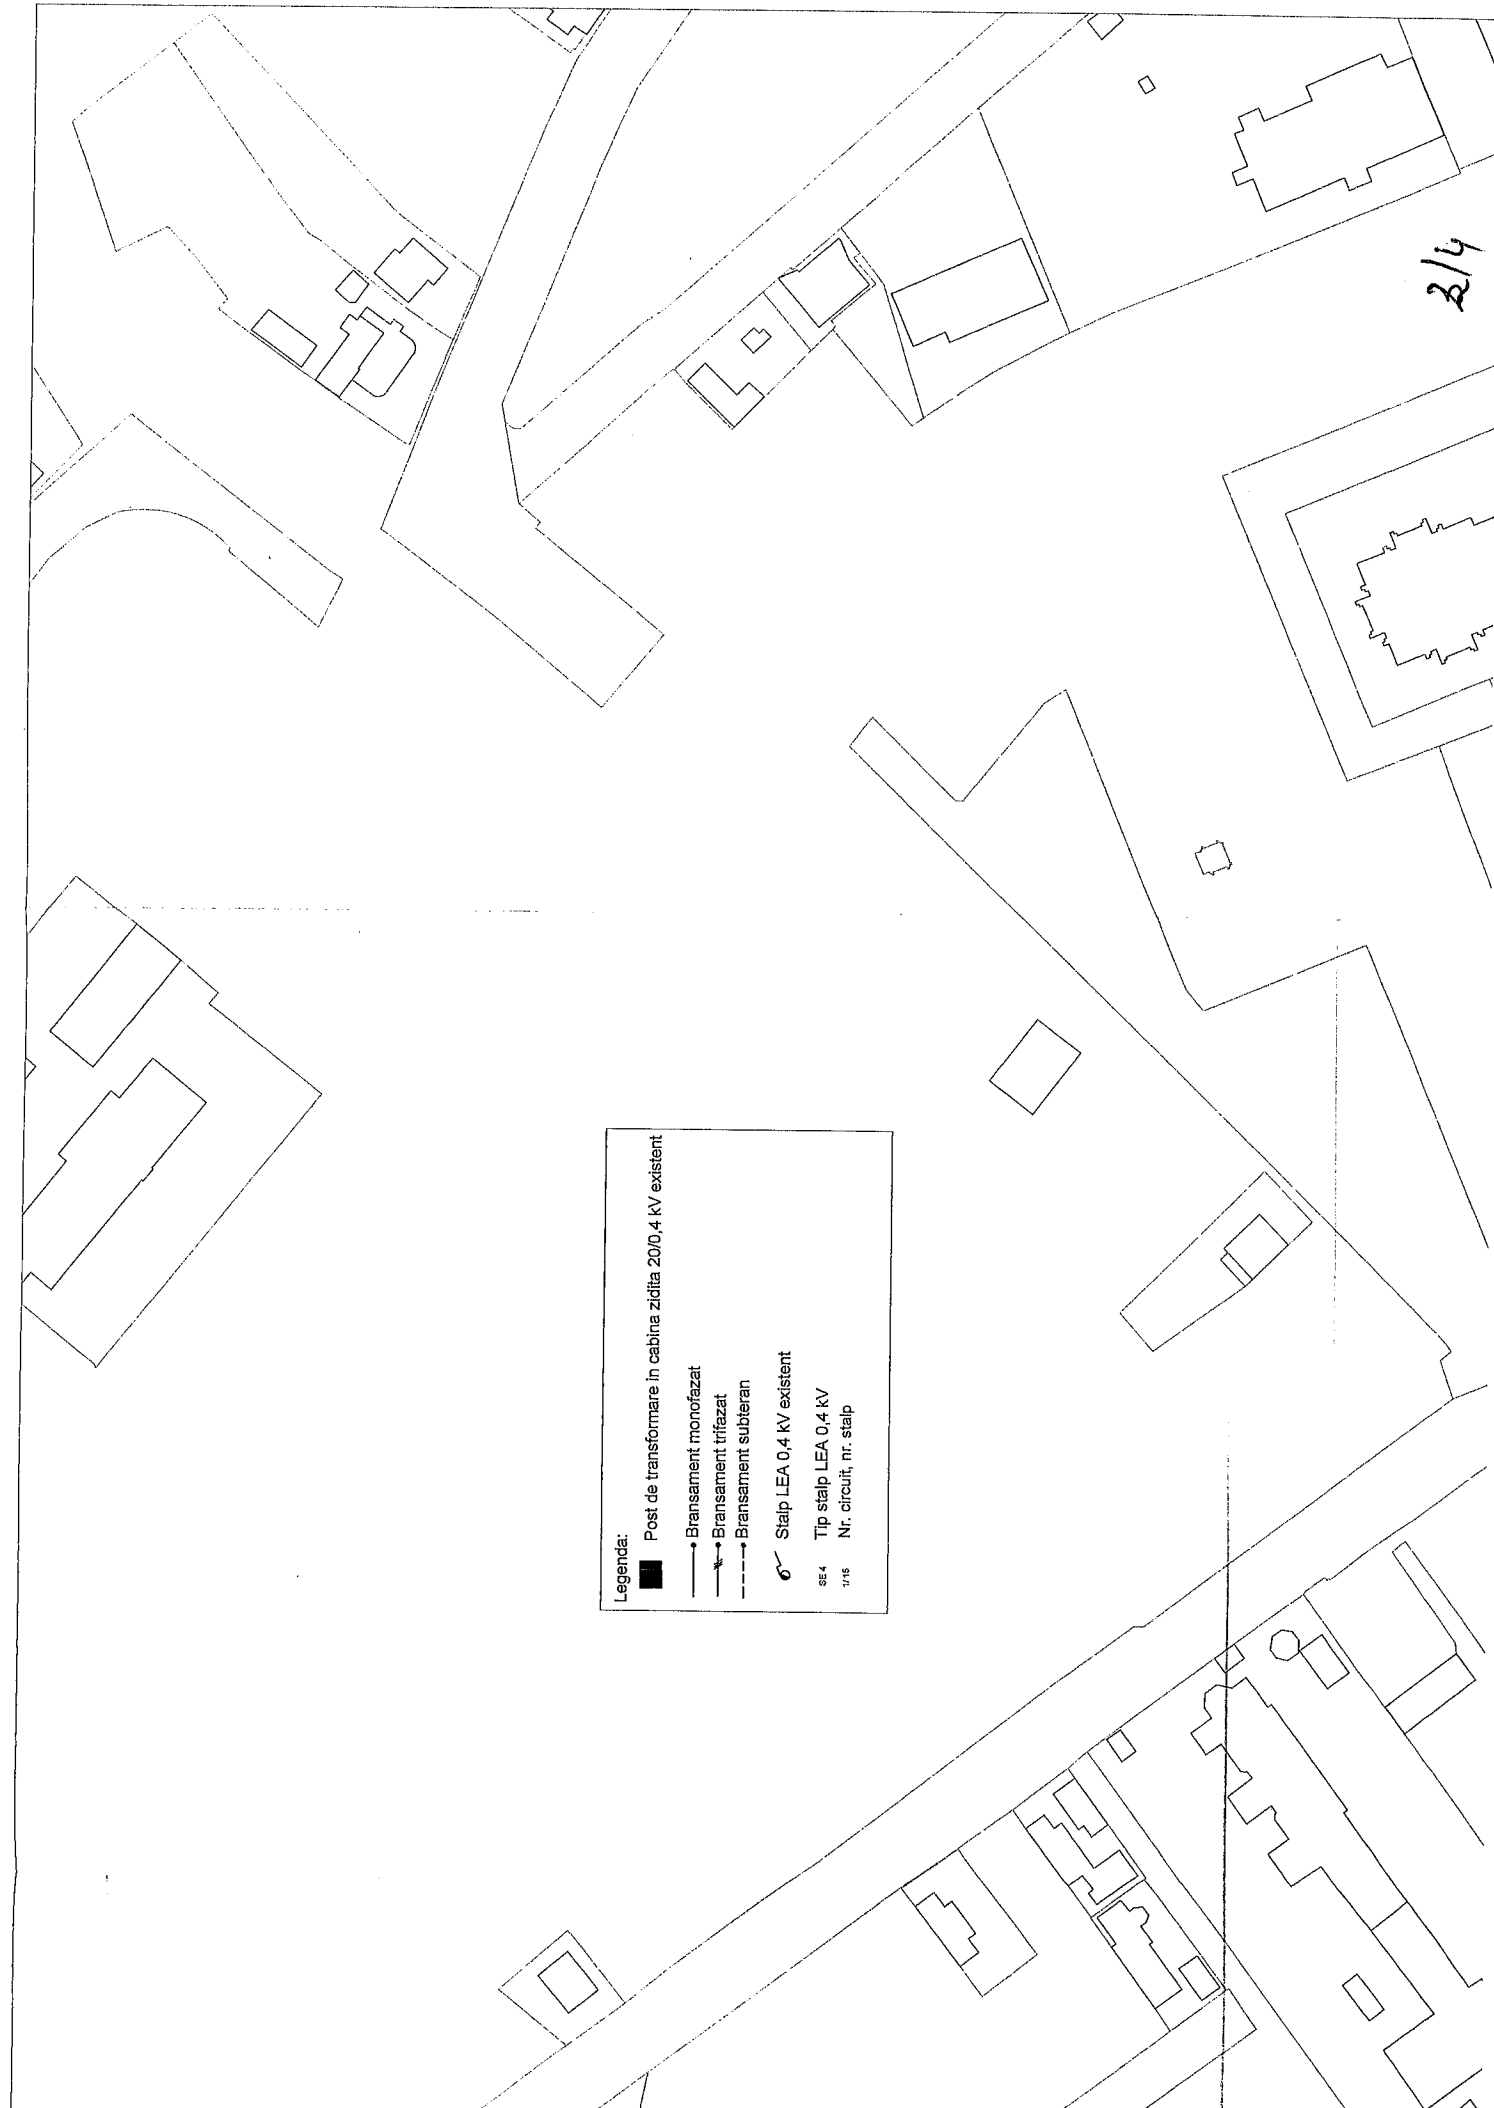 Legenda:
Post de transformare in cabina zidita 20/0,4 kV existent
Bransament monofazat
Bransament trifazat
Bransament subteran
Stalp LEA 0,4 kV existent
SE 4 Tip stalp LEA 0,4 kV
1/15 Nr. circuit, nr. stalp